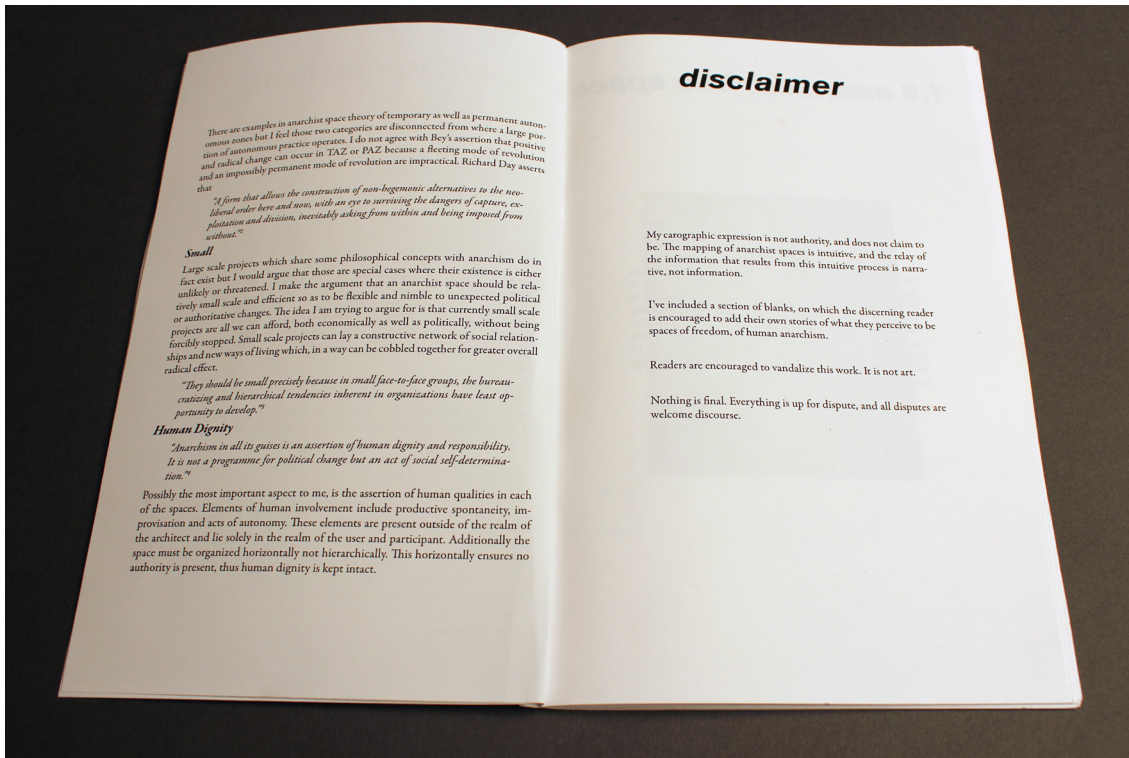 There are examples in anarchist space theory of temporary as well as permanent auton-
omous zones but I feel those two categories are disconnected from where a large por-
tion of autonomous practice operates. I do not agree with Bey's assertion that positive
and radical change can occur in TAZ or PAZ because a fleeting mode of revolution
and an impossibly permanent mode of revolution are impractical. Richard Day asserts
that
"A form that allows the construction of non-hegemonic alternatives to the neo-
liberal order here and now, with an eye to surviving the dangers of capture, ex-
ploitation and division, inevitably asking from within and being imposed from
without."²
Small
Large scale projects which share some philosophical concepts with anarchism do in
fact exist but I would argue that those are special cases where their existence is either
unlikely or threatened. I make the argument that an anarchist space should be rela-
tively small scale and efficient so as to be flexible and nimble to unexpected political
or authoritative changes. The idea I am trying to argue for is that currently small scale
projects are all we can afford, both economically as well as politically, without being
forcibly stopped. Small scale projects can lay a constructive network of social relation-
ships and new ways of living which, in a way can be cobbled together for greater overall
radical effect.
"They should be small precisely because in small face-to-face groups, the bureau-
cratizing and hierarchical tendencies inherent in organizations have least op-
portunity to develop."³
Human Dignity
"Anarchism in all its guises is an assertion of human dignity and responsibility.
It is not a programme for political change but an act of social self-determina-
tion."⁴
Possibly the most important aspect to me, is the assertion of human qualities in each
of the spaces. Elements of human involvement include productive spontaneity, im-
provisation and acts of autonomy. These elements are present outside of the realm of
the architect and lie solely in the realm of the user and participant. Additionally the
space must be organized horizontally not hierarchically. This horizontally ensures no
authority is present, thus human dignity is kept intact.
disclaimer
My carographic expression is not authority, and does not claim to
be. The mapping of anarchist spaces is intuitive, and the relay of
the information that results from this intuitive process is narra-
tive, not information.
I've included a section of blanks, on which the discerning reader
is encouraged to add their own stories of what they perceive to be
spaces of freedom, of human anarchism.
Readers are encouraged to vandalize this work. It is not art.
Nothing is final. Everything is up for dispute, and all disputes are
welcome discourse.